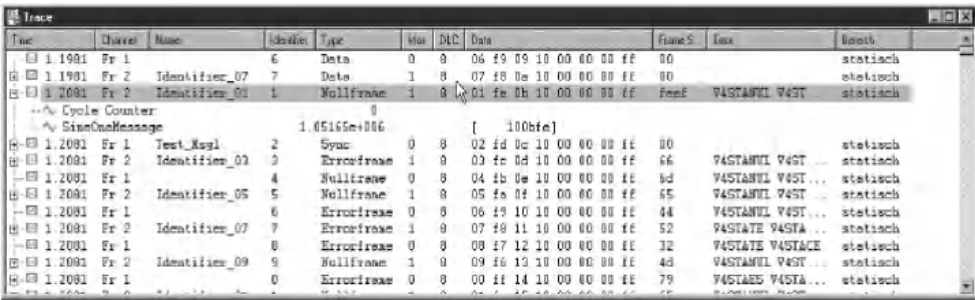 Trace
Time Channel Name Identifier Type Mux DLC Data Frame S. Bereich
1.1981 Fr 1 6 Data 0 8 06 f9 09 10 00 00 00 ff 00 statisch
1.1981 Fr 2 Identifier_07 7 Data 1 8 07 f8 0a 10 00 00 00 ff 00 statisch
1.2081 Fr 2 Identifier_01 1 Nullframe 1 8 01 fe 0b 10 00 00 00 ff feef statisch
Cycle Counter 0
SineOneMessage 1.05165e+006 [ 100bfe]
1.2081 Fr 1 Test_Msg1 2 Sync 0 8 02 fd 0c 10 00 00 00 ff 00 statisch
1.2081 Fr 2 Identifier_03 3 Errorframe 1 8 03 fc 0d 10 00 00 00 ff 66 statisch
1.2081 Fr 1 4 Nullframe 0 8 04 fb 0e 10 00 00 00 ff 6d statisch
1.2081 Fr 2 Identifier_05 5 Nullframe 1 8 05 fa 0f 10 00 00 00 ff 65 statisch
1.2081 Fr 1 6 Errorframe 0 8 06 f9 10 10 00 00 00 ff 44 statisch
1.2081 Fr 2 Identifier_07 7 Errorframe 1 8 07 f8 11 10 00 00 00 ff 52 statisch
1.2081 Fr 1 8 Errorframe 0 8 08 f7 12 10 00 00 00 ff 32 statisch
1.2081 Fr 2 Identifier_09 9 Nullframe 1 8 09 f6 13 10 00 00 00 ff 4d statisch
1.2081 Fr 1 0 Errorframe 0 8 00 ff 14 10 00 00 00 ff 79 statisch